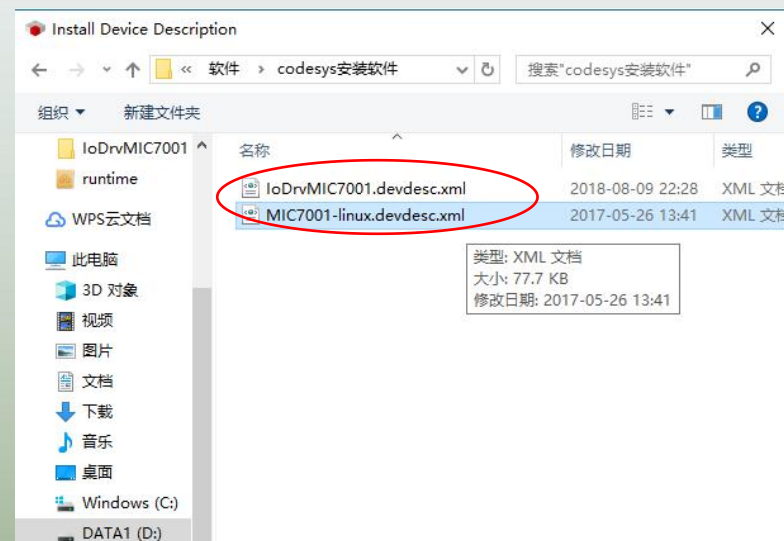 Install Device Description
« 软件 › codesys安装软件
搜索"codesys安装软件"
组织 新建文件夹
IoDrvMIC7001
runtime
WPS云文档
此电脑
3D 对象
视频
图片
文档
下载
音乐
桌面
Windows (C:)
DATA1 (D:)
名称 修改日期 类型
IoDrvMIC7001.devdesc.xml 2018-08-09 22:28 XML 文档
MIC7001-linux.devdesc.xml 2017-05-26 13:41 XML 文档
类型: XML 文档
大小: 77.7 KB
修改日期: 2017-05-26 13:41